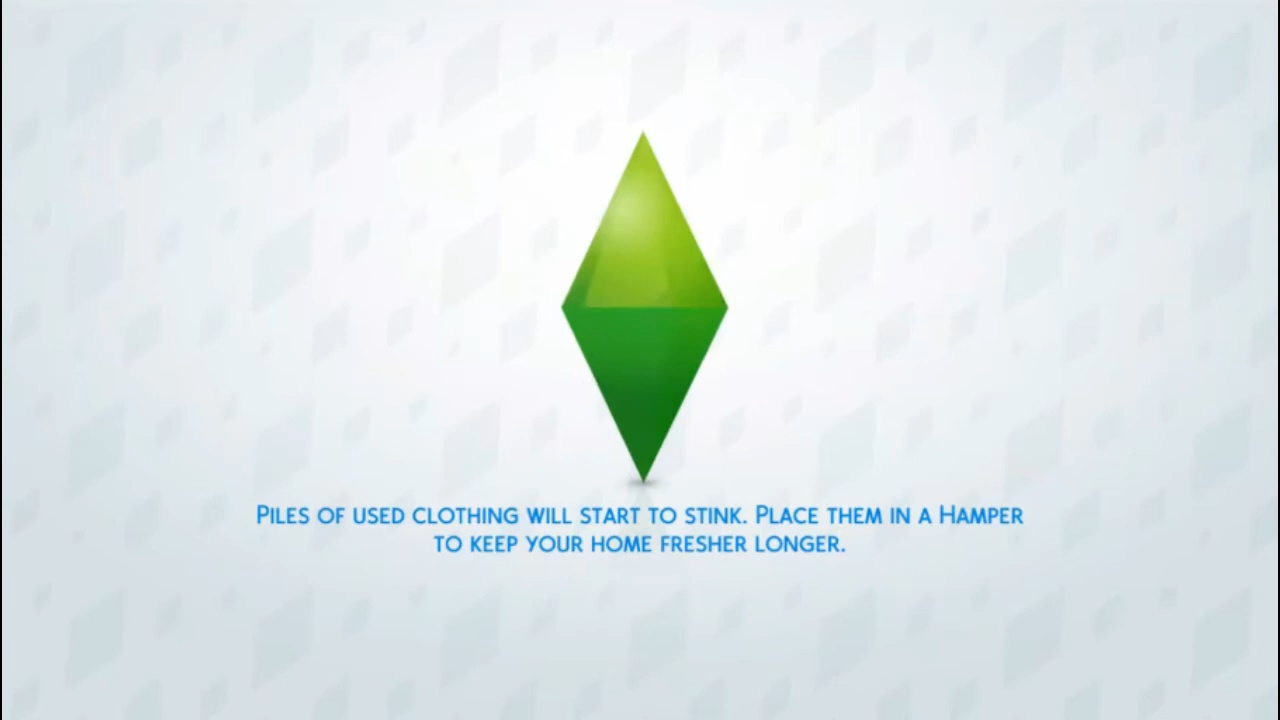 PILES OF USED CLOTHING WILL START TO STINK. PLACE THEM IN A HAMPER
TO KEEP YOUR HOME FRESHER LONGER.